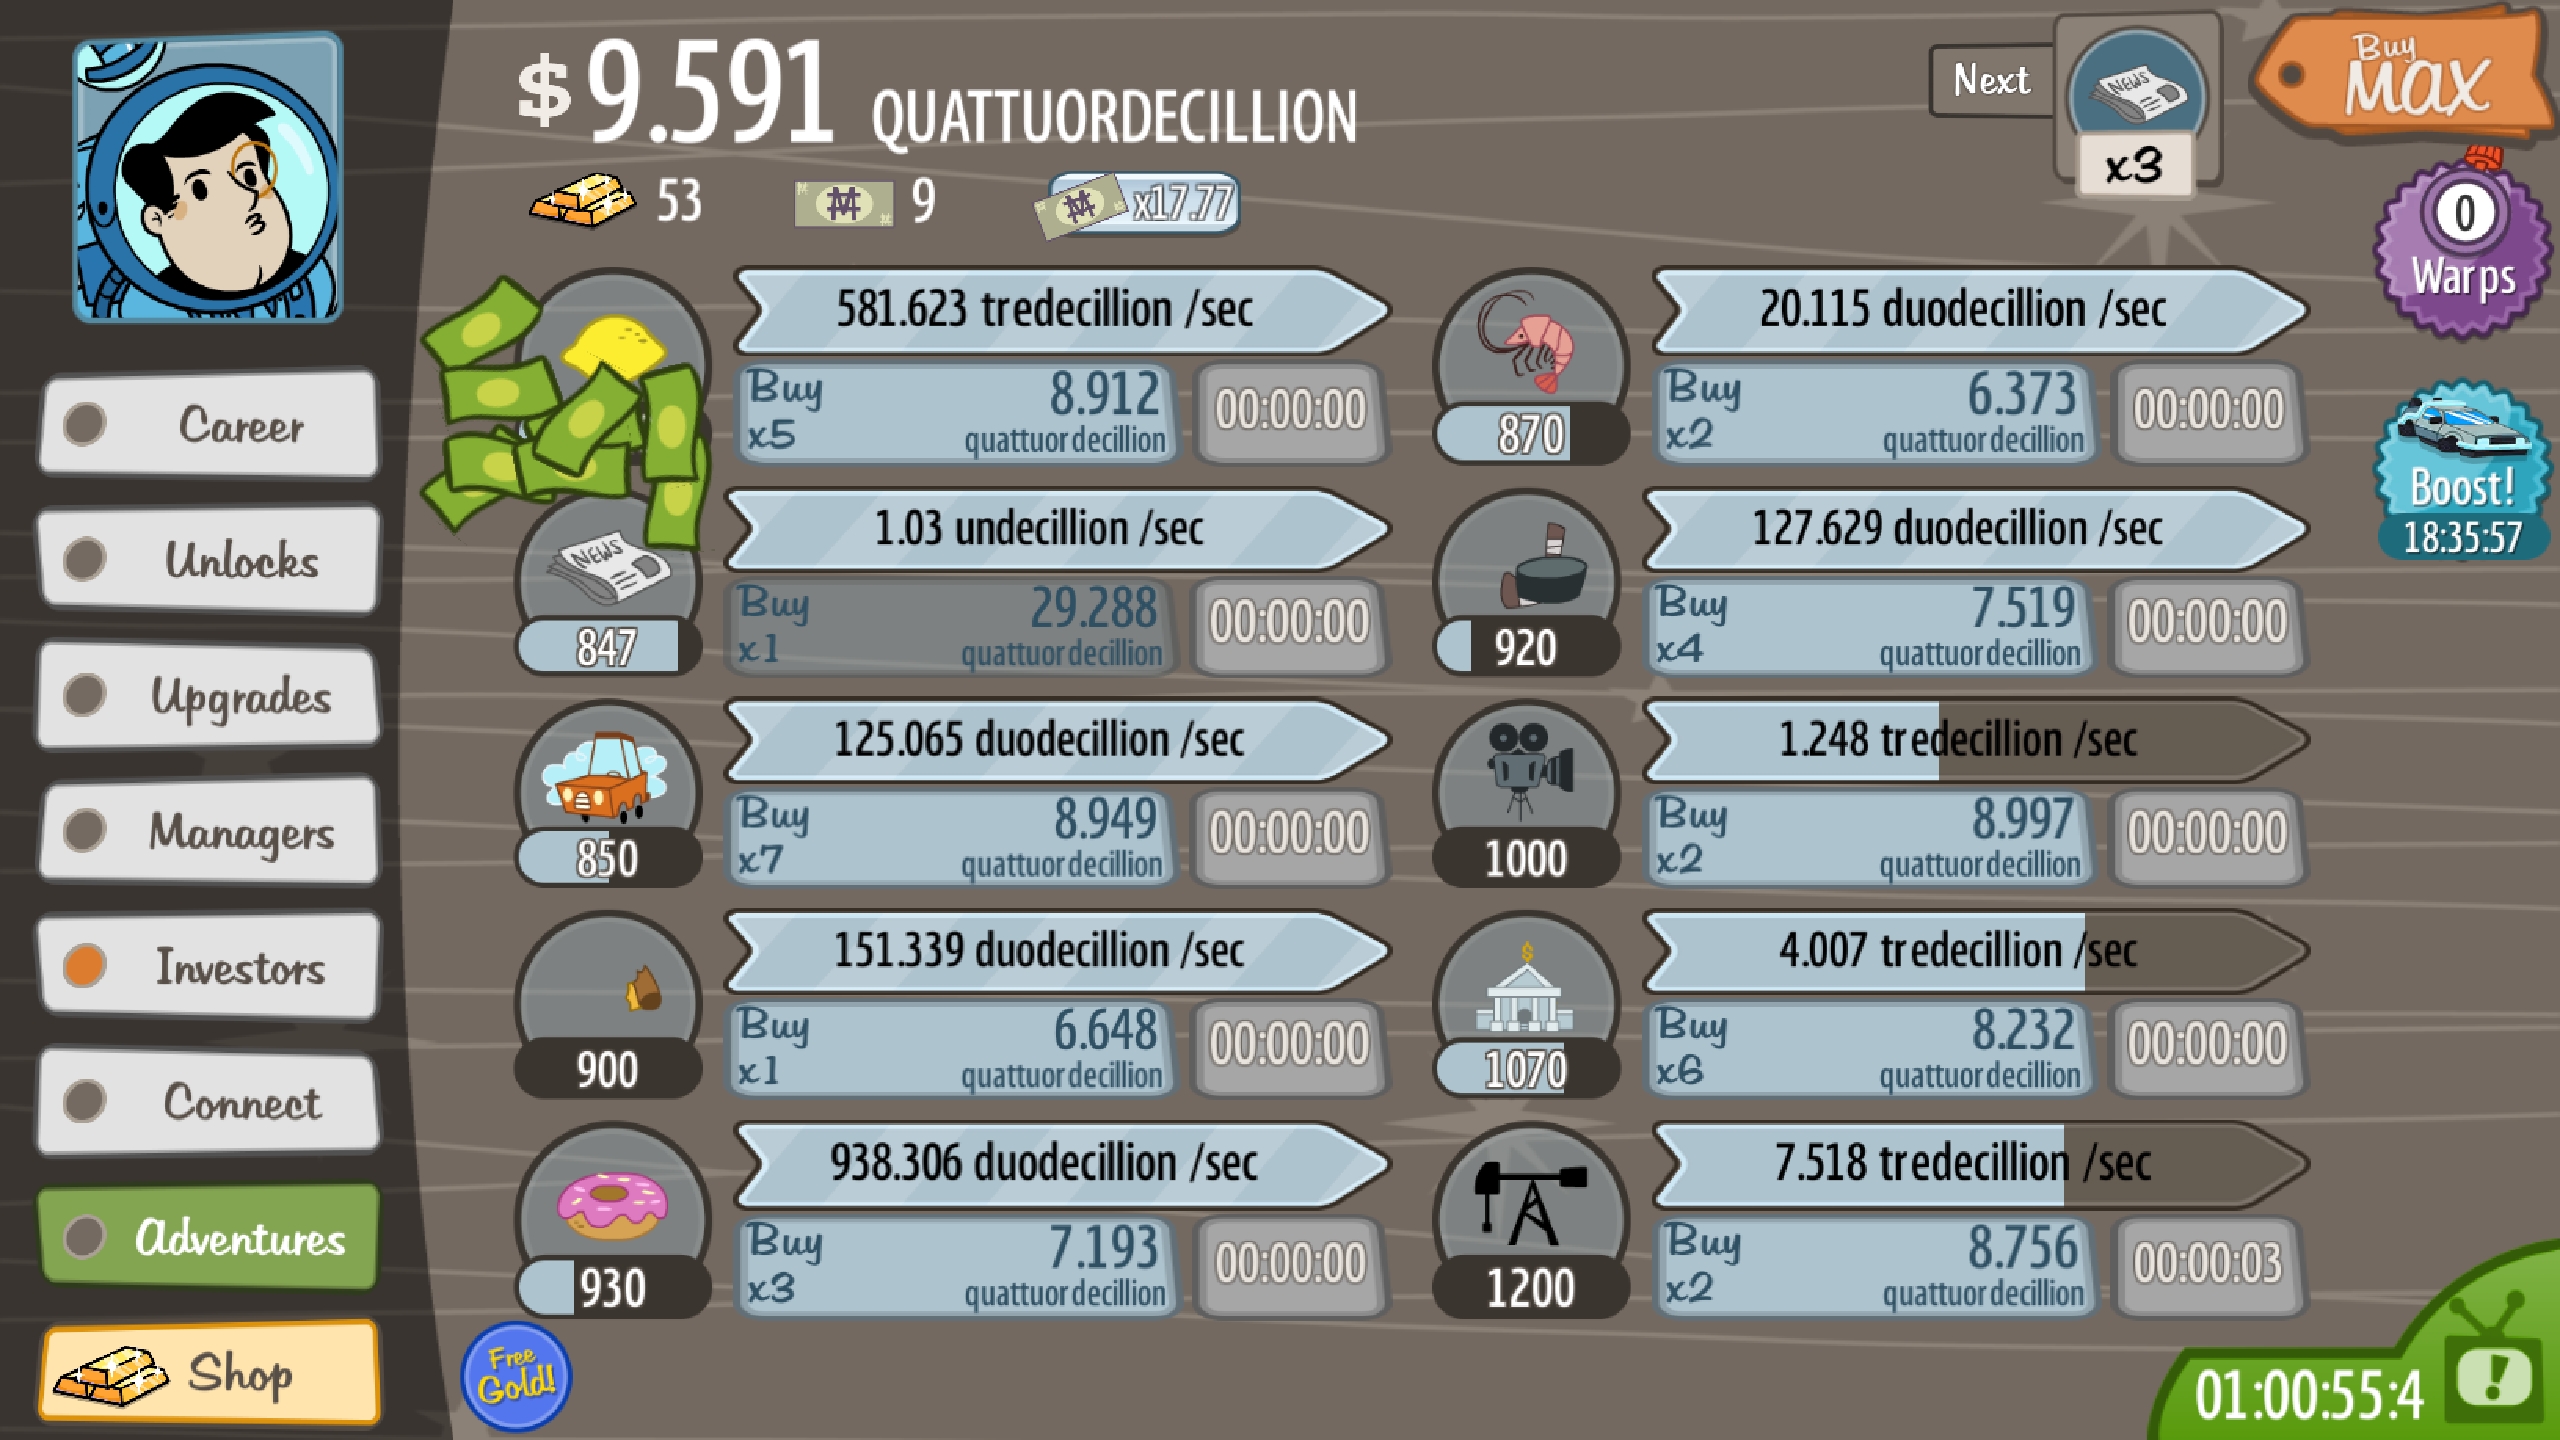 $9.591 QUATTUORDECILLION
53
9
x17.77
Next
NEWS
x3
Buy
MAX
0
Warps
Boost!
18:35:57
Career
Unlocks
Upgrades
Managers
Investors
Connect
Adventures
Shop
581.623 tredecillion /sec
Buy
x5
8.912
quattuordecillion
00:00:00
20.115 duodecillion /sec
870
Buy
x2
6.373
quattuordecillion
00:00:00
NEWS
847
1.03 undecillion /sec
Buy
x1
29.288
quattuordecillion
00:00:00
127.629 duodecillion /sec
920
Buy
x4
7.519
quattuordecillion
00:00:00
125.065 duodecillion /sec
850
Buy
x7
8.949
quattuordecillion
00:00:00
1.248 tredecillion /sec
1000
Buy
x2
8.997
quattuordecillion
00:00:00
151.339 duodecillion /sec
900
Buy
x1
6.648
quattuordecillion
00:00:00
4.007 tredecillion /sec
1070
Buy
x6
8.232
quattuordecillion
00:00:00
938.306 duodecillion /sec
930
Buy
x3
7.193
quattuordecillion
00:00:00
7.518 tredecillion /sec
1200
Buy
x2
8.756
quattuordecillion
00:00:03
Free
Gold!
01:00:55:4